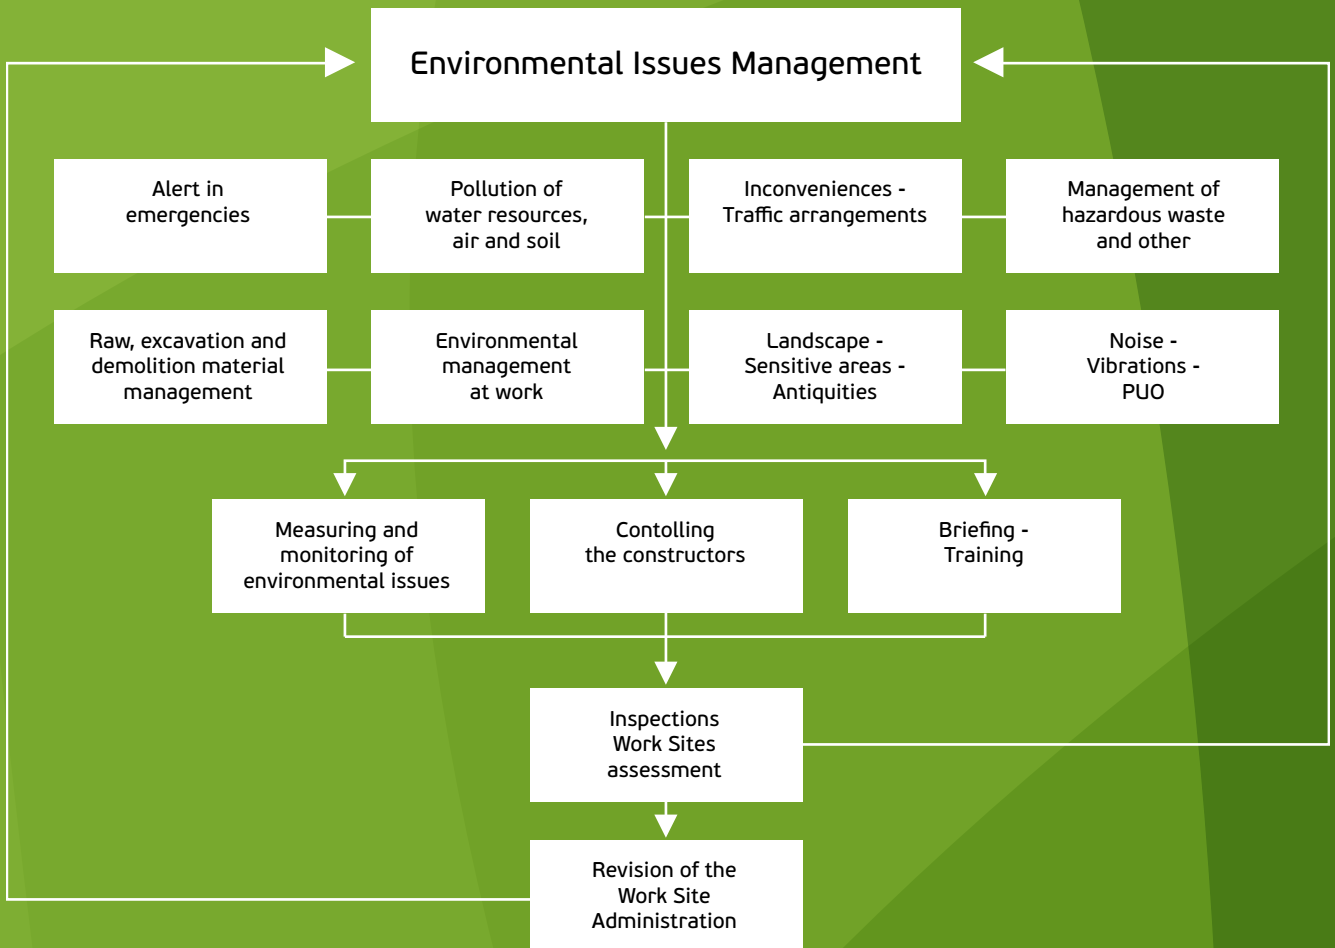 Environmental Issues Management
Alert in
emergencies
Pollution of
water resources,
air and soil
Inconveniences -
Traffic arrangements
Management of
hazardous waste
and other
Raw, excavation and
demolition material
management
Environmental
management
at work
Landscape -
Sensitive areas -
Antiquities
Noise -
Vibrations -
PUO
Measuring and
monitoring of
environmental issues
Contolling
the constructors
Briefing -
Training
Inspections
Work Sites
assessment
Revision of the
Work Site
Administration